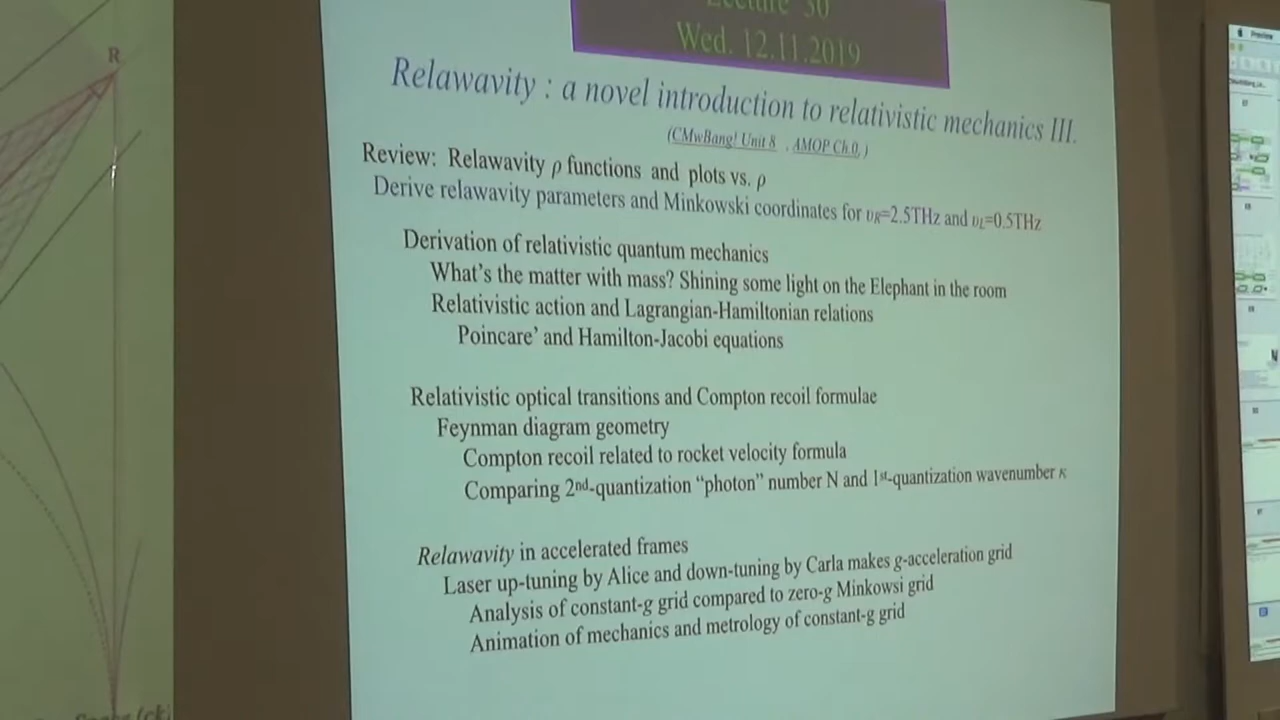 Lecture 30
Wed. 12.11.2019
Relawavity : a novel introduction to relativistic mechanics III.
(CMwBang! Unit 8 , AMOP Ch.0, )
Review: Relawavity ρ functions and plots vs. ρ
Derive relawavity parameters and Minkowski coordinates for υR=2.5THz and υL=0.5THz
Derivation of relativistic quantum mechanics
What's the matter with mass? Shining some light on the Elephant in the room
Relativistic action and Lagrangian-Hamiltonian relations
Poincare' and Hamilton-Jacobi equations
Relativistic optical transitions and Compton recoil formulae
Feynman diagram geometry
Compton recoil related to rocket velocity formula
Comparing 2nd-quantization “photon” number N and 1st-quantization wavenumber κ
Relawavity in accelerated frames
Laser up-tuning by Alice and down-tuning by Carla makes g-acceleration grid
Analysis of constant-g grid compared to zero-g Minkowsi grid
Animation of mechanics and metrology of constant-g grid
R
Preview